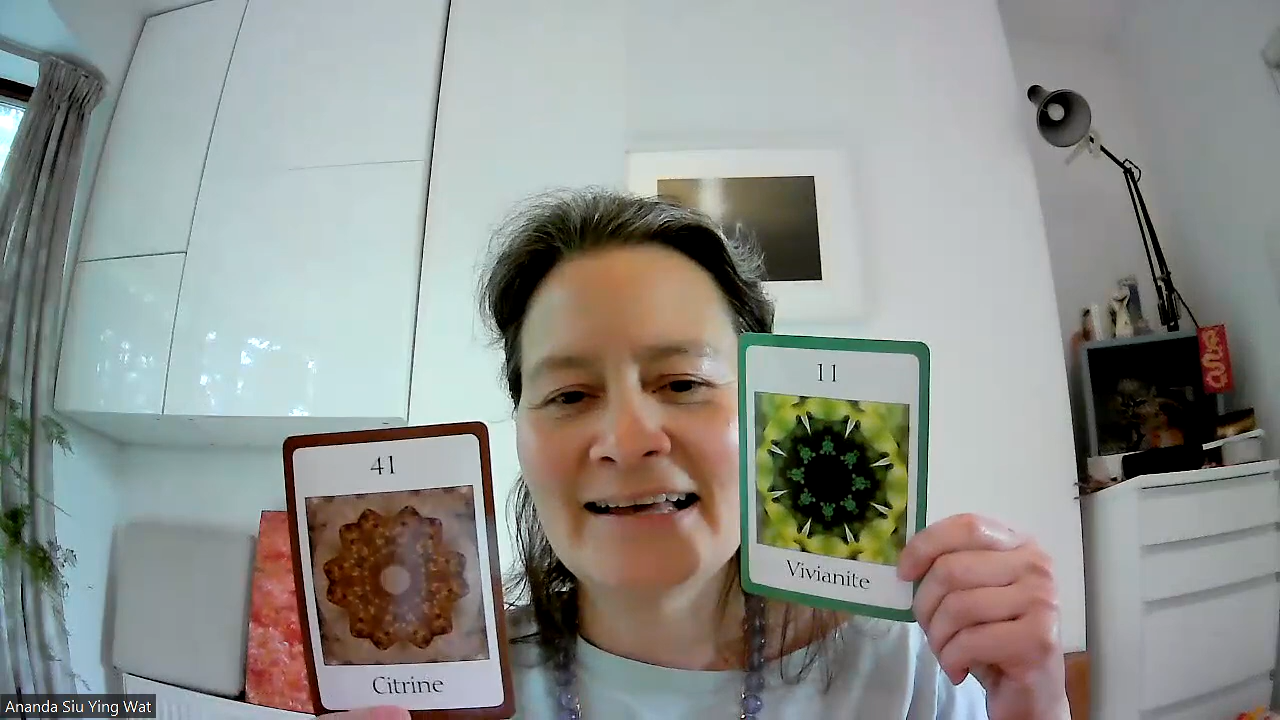 11
Vivianite
41
Citrine
Ananda Siu Ying Wat